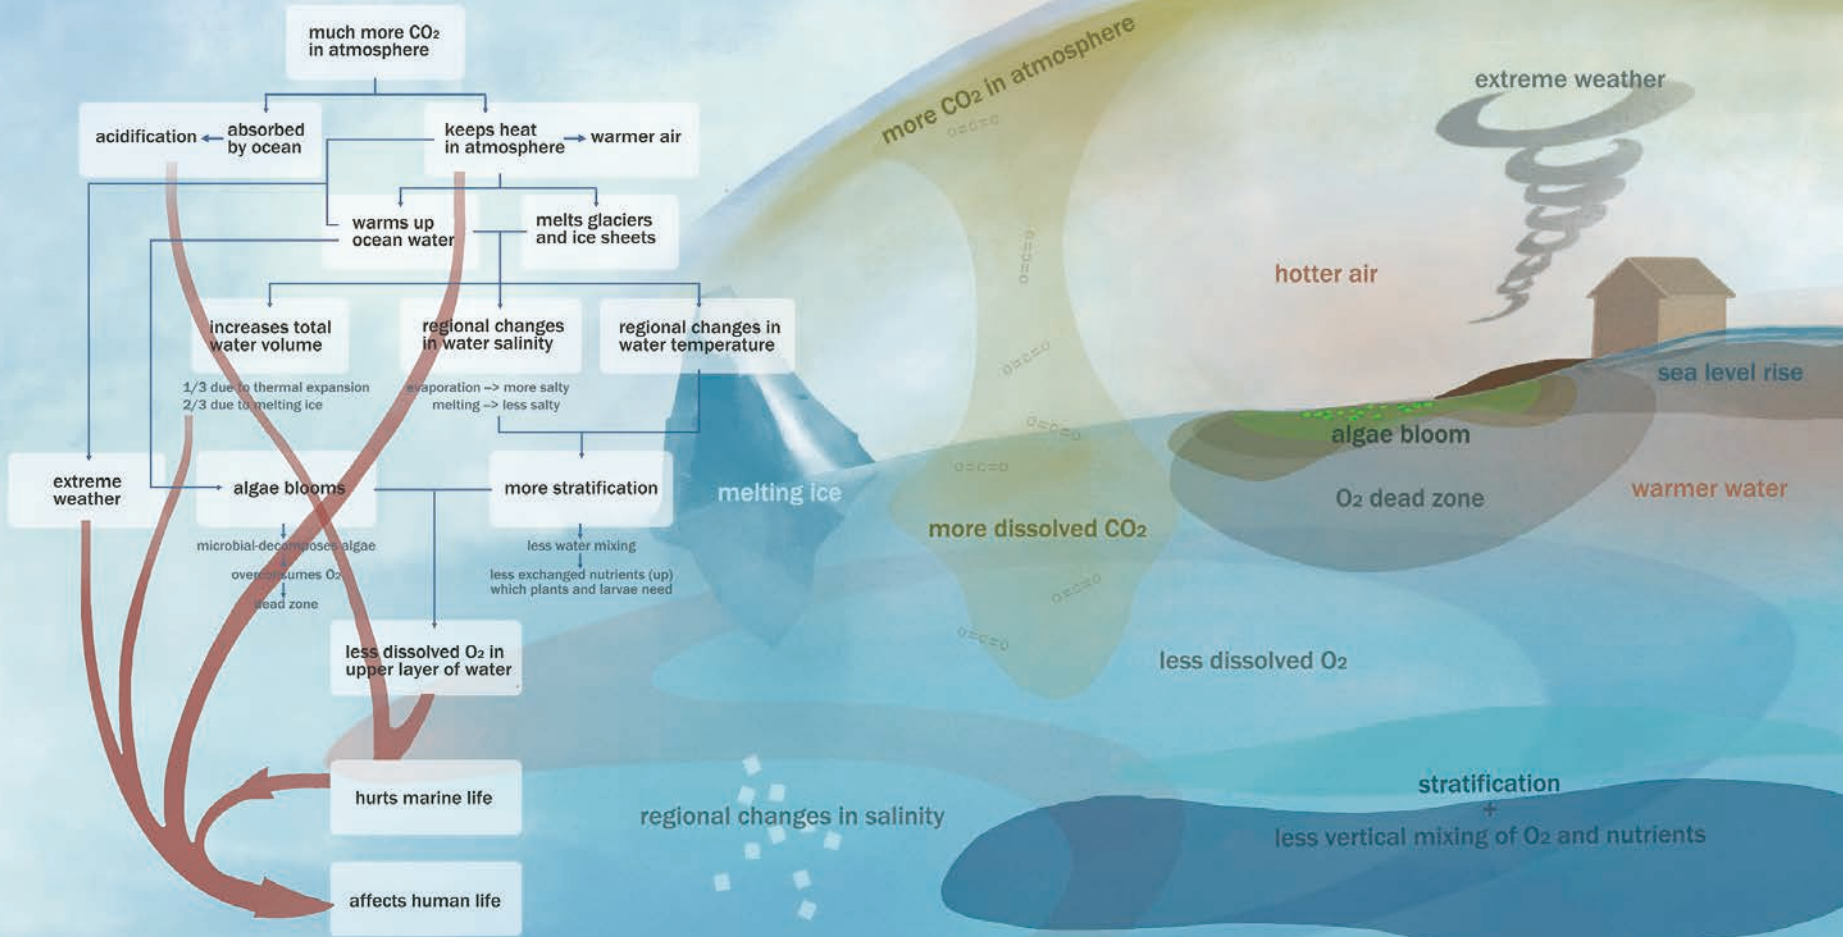 much more CO₂
in atmosphere
acidification
absorbed
by ocean
keeps heat
in atmosphere
warmer air
warms up
ocean water
melts glaciers
and ice sheets
increases total
water volume
regional changes
in water salinity
regional changes in
water temperature
1/3 due to thermal expansion
2/3 due to melting ice
evaporation –> more salty
melting –> less salty
extreme
weather
algae blooms
more stratification
microbial-decomposes algae
overconsumes O₂
dead zone
less water mixing
less exchanged nutrients (up)
which plants and larvae need
less dissolved O₂ in
upper layer of water
hurts marine life
affects human life
more CO₂ in atmosphere
o=c=o
o=c=o
o=c=o
o=c=o
o=c=o
o=c=o
o=c=o
extreme weather
hotter air
sea level rise
algae bloom
O₂ dead zone
warmer water
melting ice
more dissolved CO₂
less dissolved O₂
regional changes in salinity
stratification
+
less vertical mixing of O₂ and nutrients